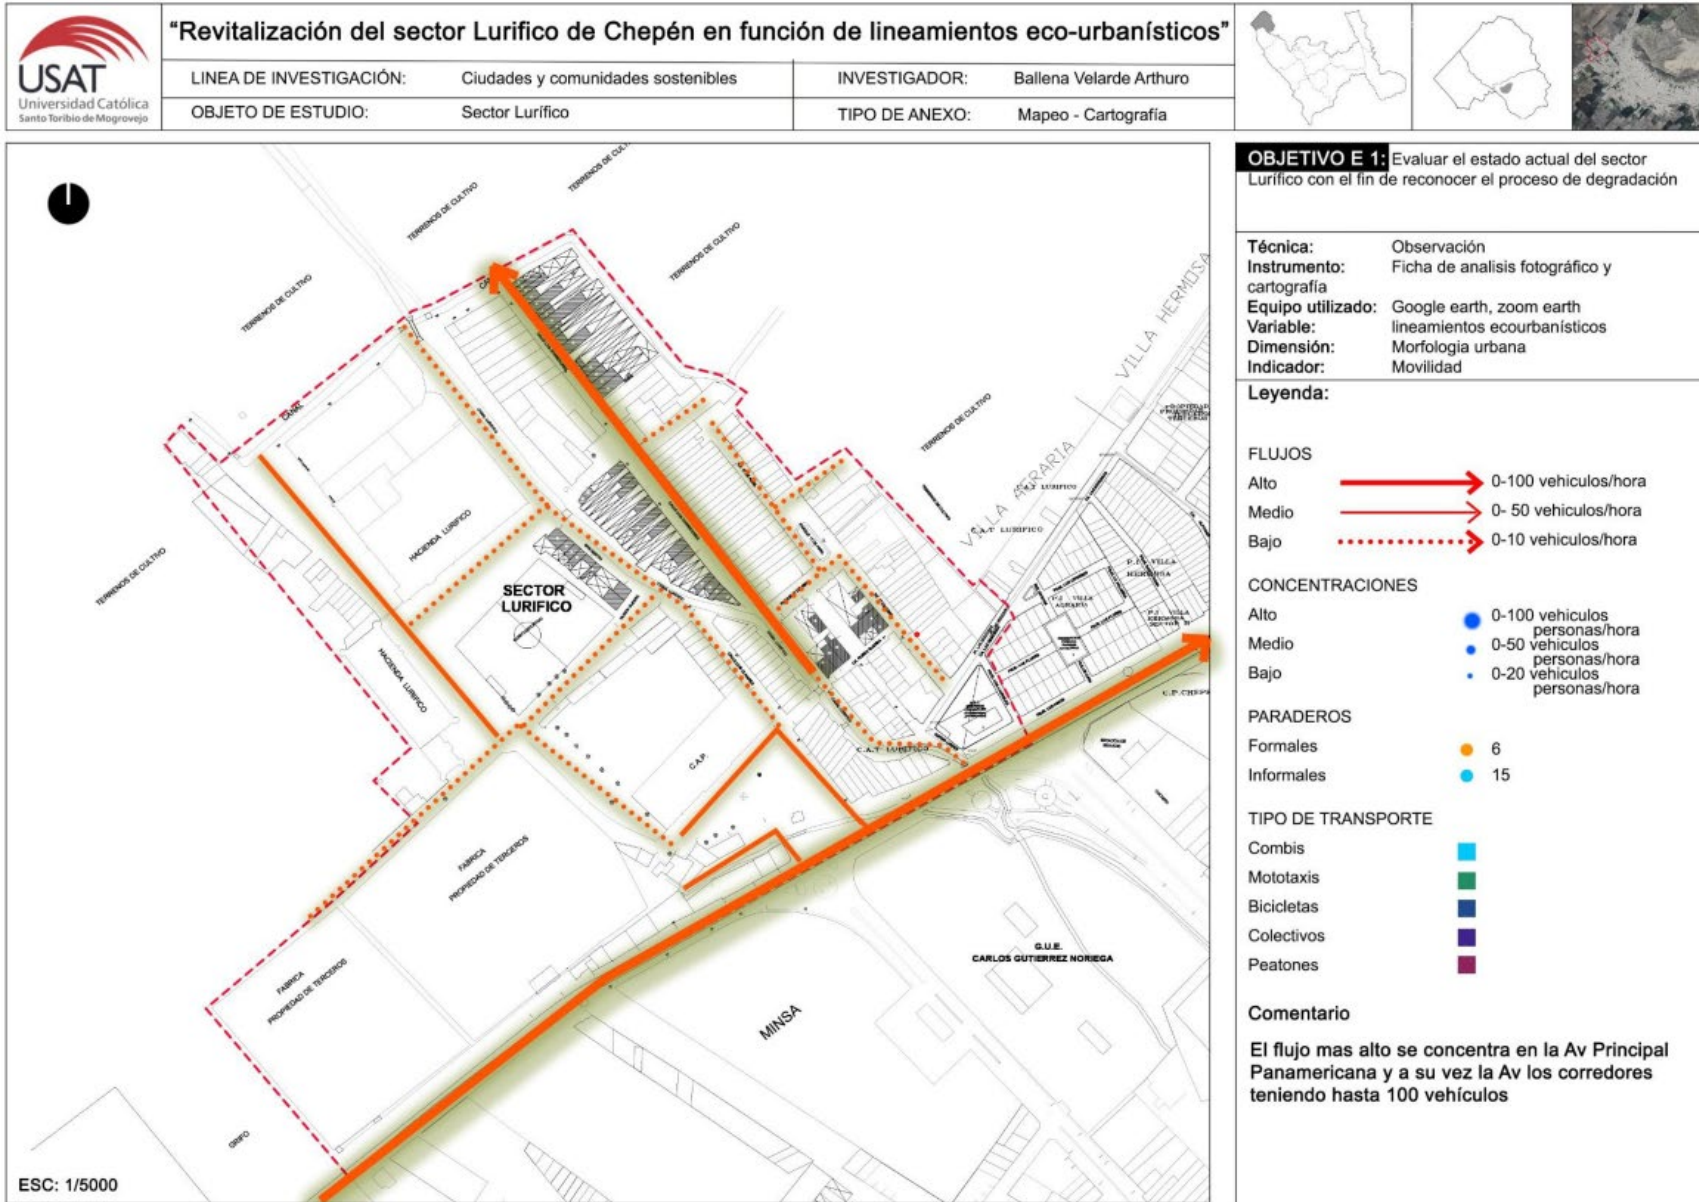 "Revitalización del sector Lurifico de Chepén en función de lineamientos eco-urbanísticos"
USAT
Universidad Católica
Santo Toribio de Mogrovejo
LINEA DE INVESTIGACIÓN: Ciudades y comunidades sostenibles
INVESTIGADOR: Ballena Velarde Arthuro
OBJETO DE ESTUDIO: Sector Lurífico
TIPO DE ANEXO: Mapeo - Cartografía
TERRENOS DE CULTIVO
TERRENOS DE CULTIVO
TERRENOS DE CULTIVO
TERRENOS DE CULTIVO
TERRENOS DE CULTIVO
TERRENOS DE CULTIVO
CANAL
HACIENDA LURIFICO
HACIENDA LURIFICO
SECTOR
LURIFICO
VILLA HERMOSA
VILLA AGRARIA
C.A.T LURIFICO
C.A.T LURIFICO
P.J VILLA
HERMOSA
P.J VILLA
AGRARIA
C.A.T LURIFICO
C.A.P.
FABRICA
PROPIEDAD DE TERCEROS
FABRICA
PROPIEDAD DE TERCEROS
G.U.E.
CARLOS GUTIERREZ NORIEGA
MINSA
GRIFO
ESC: 1/5000
OBJETIVO E 1: Evaluar el estado actual del sector
Lurífico con el fin de reconocer el proceso de degradación
Técnica: Observación
Instrumento: Ficha de analisis fotográfico y
cartografía
Equipo utilizado: Google earth, zoom earth
Variable: lineamientos ecourbanísticos
Dimensión: Morfologia urbana
Indicador: Movilidad
Leyenda:
FLUJOS
Alto 0-100 vehiculos/hora
Medio 0- 50 vehiculos/hora
Bajo 0-10 vehiculos/hora
CONCENTRACIONES
Alto 0-100 vehiculos
personas/hora
Medio 0-50 vehiculos
personas/hora
Bajo 0-20 vehiculos
personas/hora
PARADEROS
Formales 6
Informales 15
TIPO DE TRANSPORTE
Combis
Mototaxis
Bicicletas
Colectivos
Peatones
Comentario
El flujo mas alto se concentra en la Av Principal
Panamericana y a su vez la Av los corredores
teniendo hasta 100 vehículos